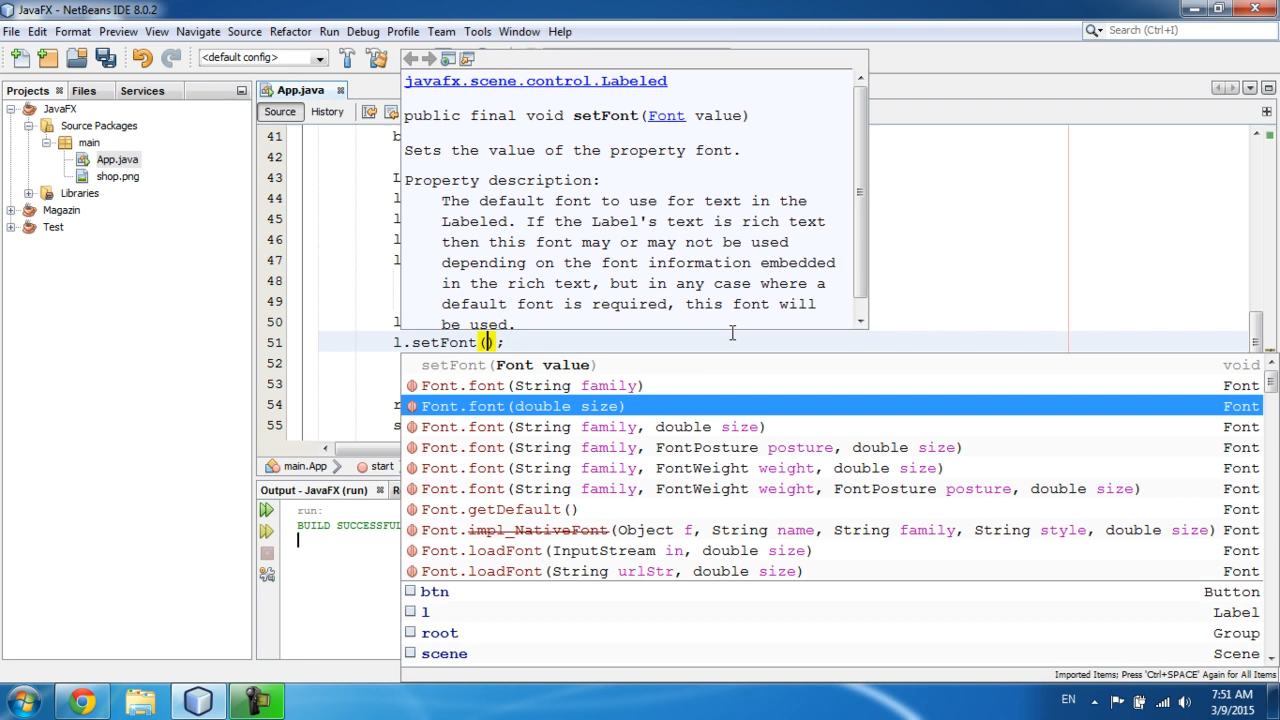 JavaFX - NetBeans IDE 8.0.2
File Edit Format Preview View Navigate Source Refactor Run Debug Profile Team Tools Window Help
Search (Ctrl+I)
<default config>
Projects Files Services
JavaFX
Source Packages
main
App.java
shop.png
Libraries
Magazin
Test
App.java
Source History
javafx.scene.control.Labeled
public final void setFont(Font value)
Sets the value of the property font.
Property description:
The default font to use for text in the
Labeled. If the Label's text is rich text
then this font may or may not be used
depending on the font information embedded
in the rich text, but in any case where a
default font is required, this font will
be used.
41 b
42
43
44 l
45 l
46 l
47 l
48
49
50 l
51 l.setFont();
52
53
54 r
55 s
setFont(Font value) void
Font.font(String family) Font
Font.font(double size) Font
Font.font(String family, double size) Font
Font.font(String family, FontPosture posture, double size) Font
Font.font(String family, FontWeight weight, double size) Font
Font.font(String family, FontWeight weight, FontPosture posture, double size) Font
Font.getDefault() Font
Font.impl_NativeFont(Object f, String name, String family, String style, double size) Font
Font.loadFont(InputStream in, double size) Font
Font.loadFont(String urlStr, double size) Font
btn Button
l Label
root Group
scene Scene
Imported Items; Press 'Ctrl+SPACE' Again for All Items
main.App start
Output - JavaFX (run)
run:
BUILD SUCCESSFUL
EN
7:51 AM
3/9/2015